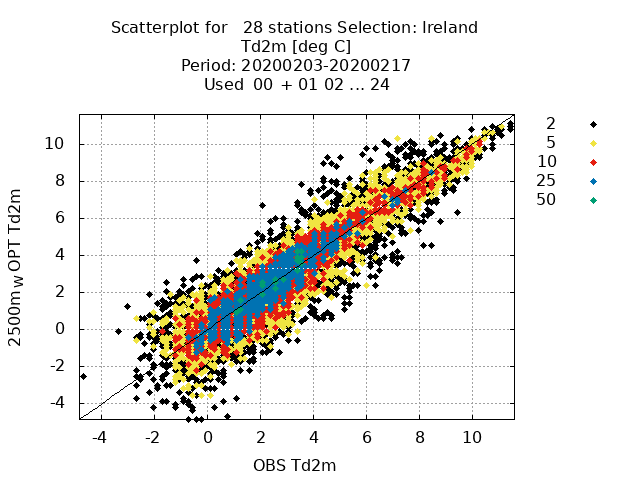 Scatterplot for 28 stations Selection: Ireland
Td2m [deg C]
Period: 20200203-20200217
Used 00 + 01 02 ... 24
2
5
10
25
50
10
8
6
4
2
0
-2
-4
2500m_W_OPT Td2m
-4 -2 0 2 4 6 8 10
OBS Td2m